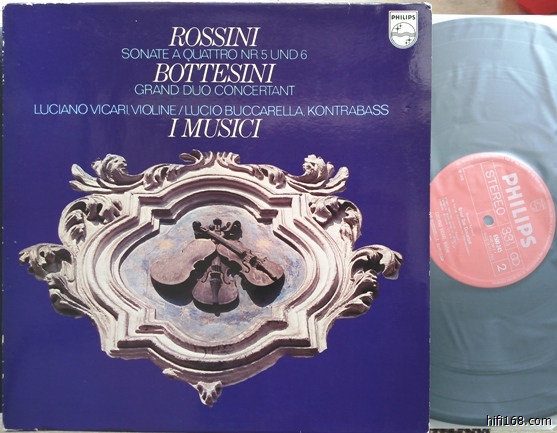 PHILIPS
ROSSINI
SONATE A QUATTRO NR. 5 UND 6
BOTTESINI
GRAND DUO CONCERTANT
LUCIANO VICARI, VIOLINE/LUCIO BUCCARELLA, KONTRABASS
I MUSICI
PHILIPS
STEREO 33
2
hifi168.com